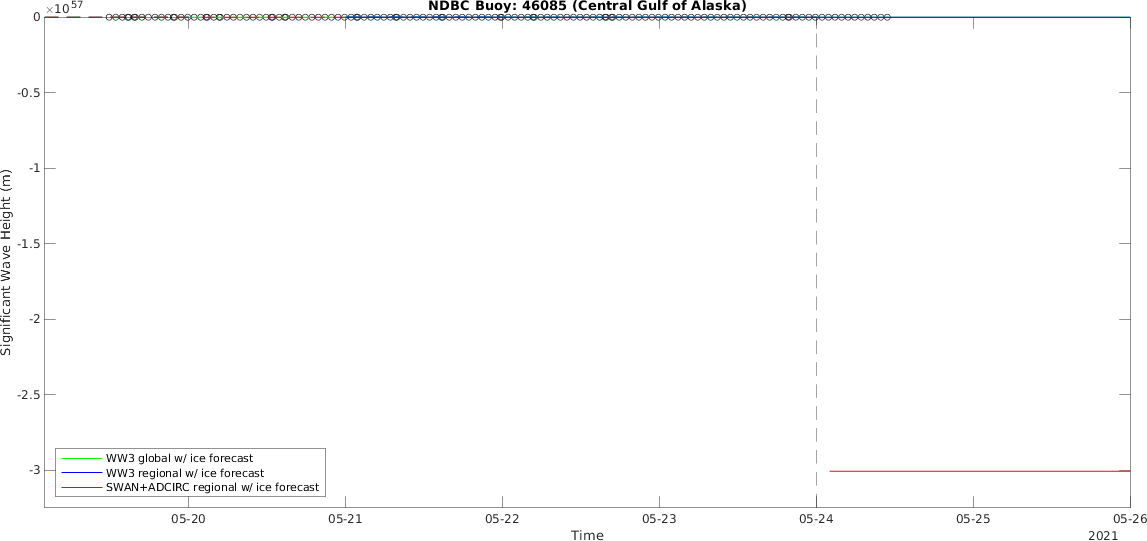 NDBC Buoy: 46085 (Central Gulf of Alaska)
×10^57
0
-0.5
-1
-1.5
-2
-2.5
-3
Significant Wave Height (m)
WW3 global w/ ice forecast
WW3 regional w/ ice forecast
SWAN+ADCIRC regional w/ ice forecast
05-20 05-21 05-22 05-23 05-24 05-25 05-26
Time
2021